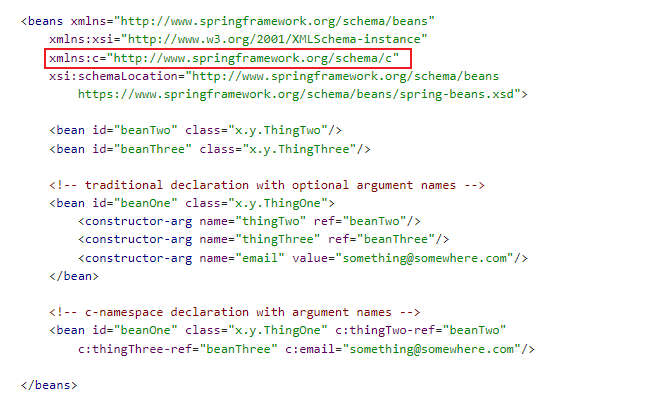 <beans xmlns="http://www.springframework.org/schema/beans"
    xmlns:xsi="http://www.w3.org/2001/XMLSchema-instance"
    xmlns:c="http://www.springframework.org/schema/c"
    xsi:schemaLocation="http://www.springframework.org/schema/beans
        https://www.springframework.org/schema/beans/spring-beans.xsd">

    <bean id="beanTwo" class="x.y.ThingTwo"/>
    <bean id="beanThree" class="x.y.ThingThree"/>

    <!-- traditional declaration with optional argument names -->
    <bean id="beanOne" class="x.y.ThingOne">
        <constructor-arg name="thingTwo" ref="beanTwo"/>
        <constructor-arg name="thingThree" ref="beanThree"/>
        <constructor-arg name="email" value="something@somewhere.com"/>
    </bean>

    <!-- c-namespace declaration with argument names -->
    <bean id="beanOne" class="x.y.ThingOne" c:thingTwo-ref="beanTwo"
        c:thingThree-ref="beanThree" c:email="something@somewhere.com"/>

</beans>